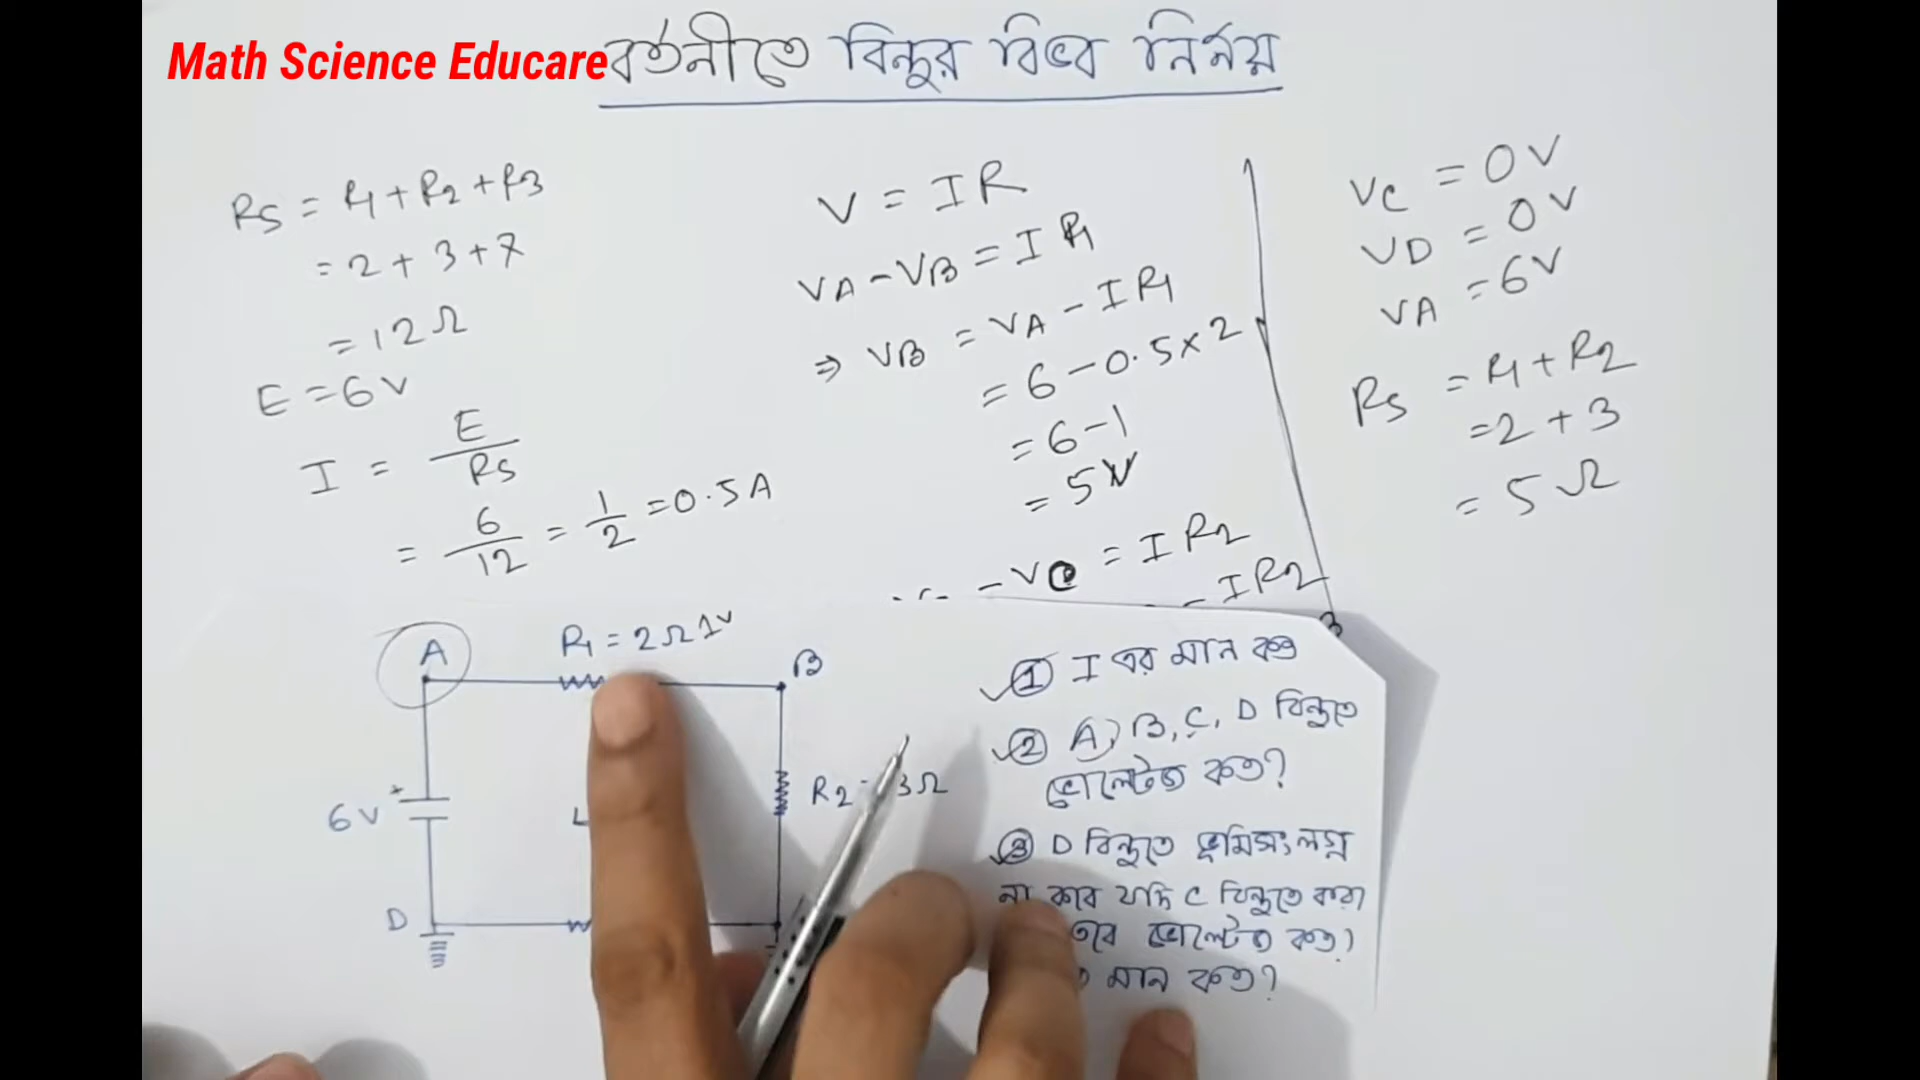 Math Science Educare
বর্তনীতে বিন্দুর বিভব নির্নয়
RS = R1 + R2 + R3
= 2 + 3 + 7
= 12Ω
E = 6V
I = E/RS
= 6/12 = 1/2 = 0.5A
V = IR
VA - VB = IR1
⇒ VB = VA - IR1
= 6 - 0.5 × 2
= 6 - 1
= 5V
- VC = IR2
- IR2
VC = 0V
VD = 0V
VA = 6V
RS = R1 + R2
= 2 + 3
= 5Ω
A
R1 = 2Ω 1V
B
R2 = 3Ω
6V
+
D
① I এর মান কত
② A, B, C, D বিন্দুতে
ভোল্টেজ কত?
③ D বিন্দুতে ভূমিসংলগ্ন
না করে যদি C বিন্দুতে করা
তবে ভোল্টেজ কত?
মান কত?